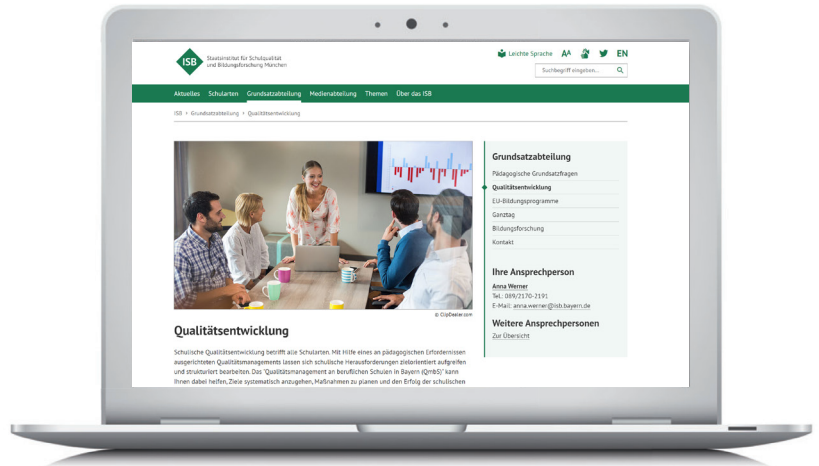 ISB
Staatsinstitut für Schulqualität
und Bildungsforschung München
Leichte Sprache AA EN
Suchbegriff eingeben...
Aktuelles Schularten Grundsatzabteilung Medienabteilung Themen Über das ISB
ISB › Grundsatzabteilung › Qualitätsentwicklung
© ClipDealer.com
Qualitätsentwicklung
Schulische Qualitätsentwicklung betrifft alle Schularten. Mit Hilfe eines an pädagogischen Erfordernissen
ausgerichteten Qualitätsmanagements lassen sich schulische Herausforderungen zielorientiert aufgreifen
und strukturiert bearbeiten. Das "Qualitätsmanagement an beruflichen Schulen in Bayern (QmbS)" kann
Ihnen dabei helfen, Ziele systematisch anzugehen, Maßnahmen zu planen und den Erfolg der schulischen
Grundsatzabteilung
Pädagogische Grundsatzfragen
Qualitätsentwicklung
EU-Bildungsprogramme
Ganztag
Bildungsforschung
Kontakt
Ihre Ansprechperson
Anna Werner
Tel.: 089/2170-2191
E-Mail: anna.werner@isb.bayern.de
Weitere Ansprechpersonen
Zur Übersicht